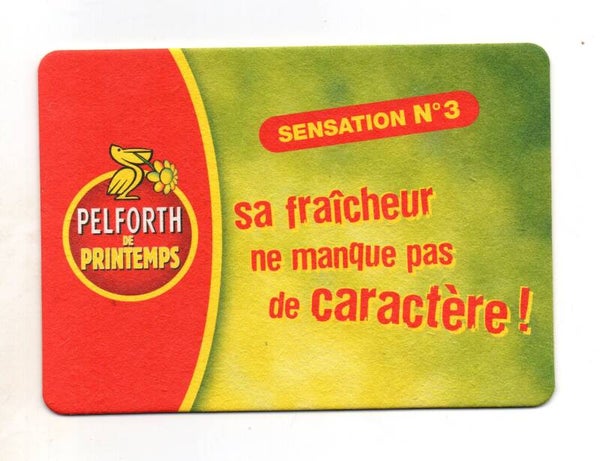 SENSATION N°3
PELFORTH
DE
PRINTEMPS
sa fraîcheur
ne manque pas
de caractère !